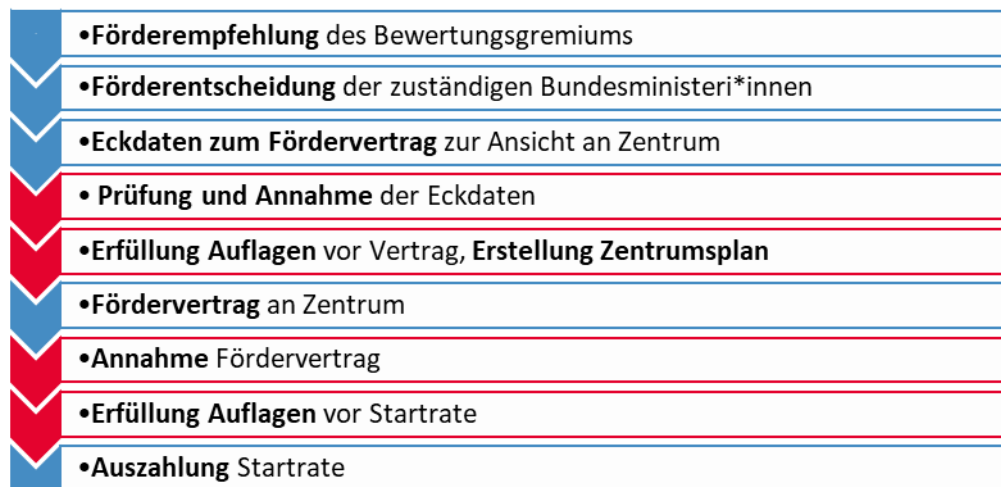 •Förderempfehlung des Bewertungsgremiums
•Förderentscheidung der zuständigen Bundesministeri*innen
•Eckdaten zum Fördervertrag zur Ansicht an Zentrum
• Prüfung und Annahme der Eckdaten
•Erfüllung Auflagen vor Vertrag, Erstellung Zentrumsplan
•Fördervertrag an Zentrum
•Annahme Fördervertrag
•Erfüllung Auflagen vor Startrate
•Auszahlung Startrate